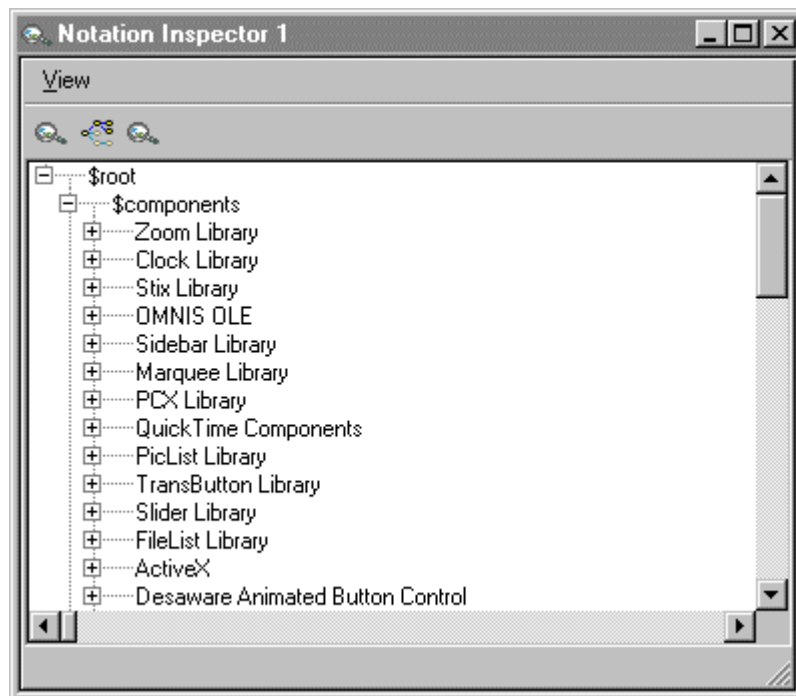 Notation Inspector 1
View
$root
$components
Zoom Library
Clock Library
Stix Library
OMNIS OLE
Sidebar Library
Marquee Library
PCX Library
QuickTime Components
PicList Library
TransButton Library
Slider Library
FileList Library
ActiveX
Desaware Animated Button Control